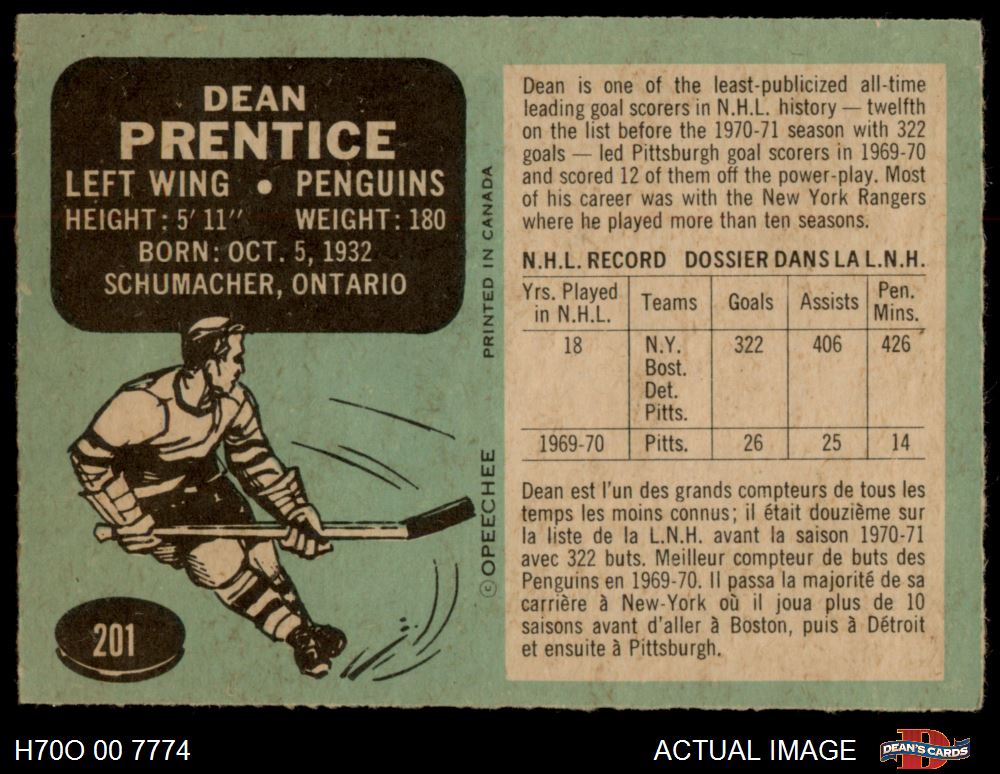 DEAN
PRENTICE
LEFT WING • PENGUINS
HEIGHT: 5' 11" WEIGHT: 180
BORN: OCT. 5, 1932
SCHUMACHER, ONTARIO
201
© OPEECHEE PRINTED IN CANADA
Dean is one of the least-publicized all-time
leading goal scorers in N.H.L. history — twelfth
on the list before the 1970-71 season with 322
goals — led Pittsburgh goal scorers in 1969-70
and scored 12 of them off the power-play. Most
of his career was with the New York Rangers
where he played more than ten seasons.
N.H.L. RECORD DOSSIER DANS LA L.N.H.
Yrs. Played
in N.H.L. Teams Goals Assists Pen.
Mins.
18 N.Y. 322 406 426
Bost.
Det.
Pitts.
1969-70 Pitts. 26 25 14
Dean est l'un des grands compteurs de tous les
temps les moins connus; il était douzième sur
la liste de la L.N.H. avant la saison 1970-71
avec 322 buts. Meilleur compteur de buts des
Penguins en 1969-70. Il passa la majorité de sa
carrière à New-York où il joua plus de 10
saisons avant d'aller à Boston, puis à Détroit
et ensuite à Pittsburgh.
H70O 00 7774 ACTUAL IMAGE DEAN'S CARDS